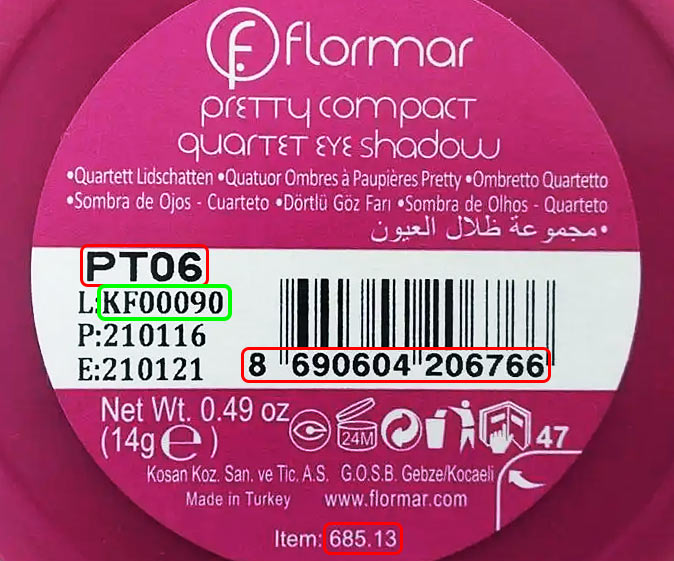 flormar
pretty compact
quartet eye shadow
•Quartett Lidschatten •Quatuor Ombres à Paupières Pretty •Ombretto Quartetto
•Sombra de Ojos - Cuarteto •Dörtlü Göz Farı •Sombra de Olhos - Quarteto
•مجموعة ظلال العيون
PT06
L:KF00090
P:210116
E:210121
8 690604 206766
Net Wt. 0.49 oz
(14g e)
24M
47
Kosan Koz. San. ve Tic. A.S. G.O.S.B. Gebze/Kocaeli
Made in Turkey www.flormar.com
Item: 685.13